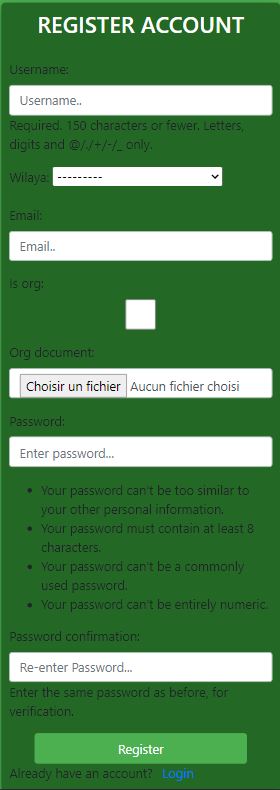 REGISTER ACCOUNT
Username:
Username..
Required. 150 characters or fewer. Letters,
digits and @/./+/-/_ only.
Wilaya: ---------
Email:
Email..
Is org:
Org document:
Choisir un fichier Aucun fichier choisi
Password:
Enter password...
• Your password can't be too similar to
your other personal information.
• Your password must contain at least 8
characters.
• Your password can't be a commonly
used password.
• Your password can't be entirely numeric.
Password confirmation:
Re-enter Password...
Enter the same password as before, for
verification.
Register
Already have an account? Login